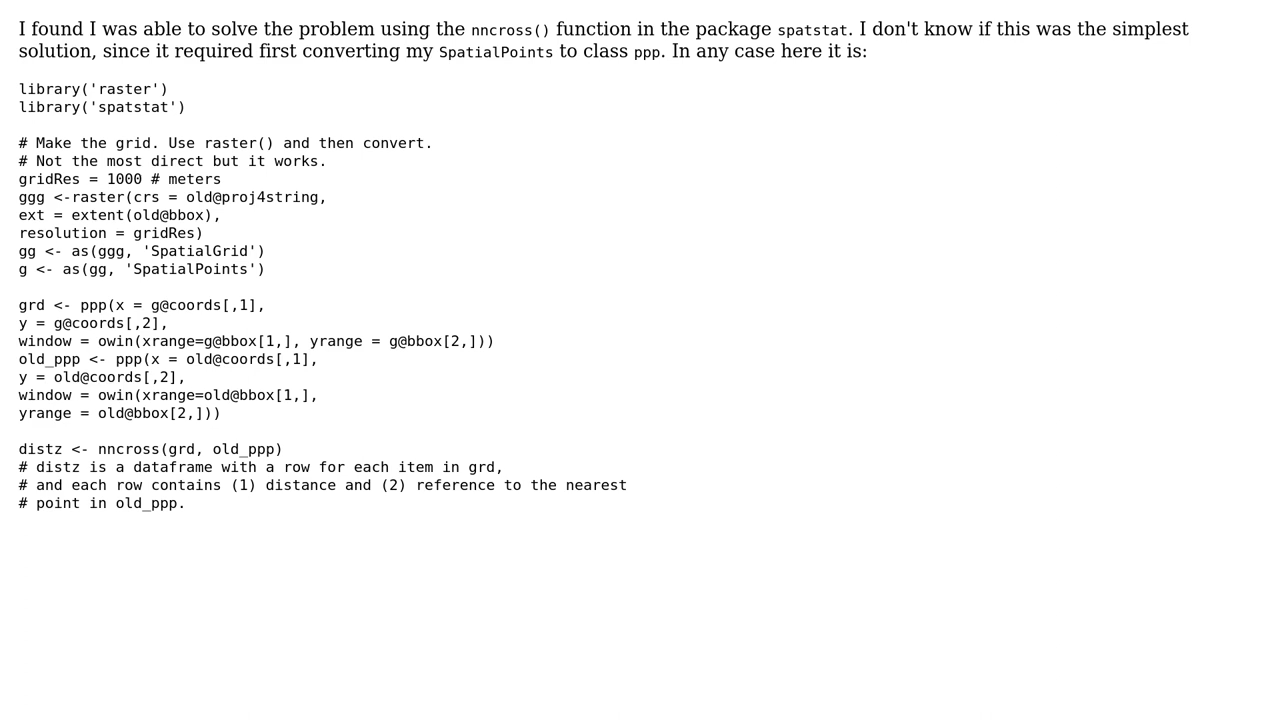 I found I was able to solve the problem using the nncross() function in the package spatstat. I don't know if this was the simplest
solution, since it required first converting my SpatialPoints to class ppp. In any case here it is:
library('raster')
library('spatstat')
# Make the grid. Use raster() and then convert.
# Not the most direct but it works.
gridRes = 1000 # meters
ggg <-raster(crs = old@proj4string,
ext = extent(old@bbox),
resolution = gridRes)
gg <- as(ggg, 'SpatialGrid')
g <- as(gg, 'SpatialPoints')
grd <- ppp(x = g@coords[,1],
y = g@coords[,2],
window = owin(xrange=g@bbox[1,], yrange = g@bbox[2,]))
old_ppp <- ppp(x = old@coords[,1],
y = old@coords[,2],
window = owin(xrange=old@bbox[1,],
yrange = old@bbox[2,]))
distz <- nncross(grd, old_ppp)
# distz is a dataframe with a row for each item in grd,
# and each row contains (1) distance and (2) reference to the nearest
# point in old_ppp.